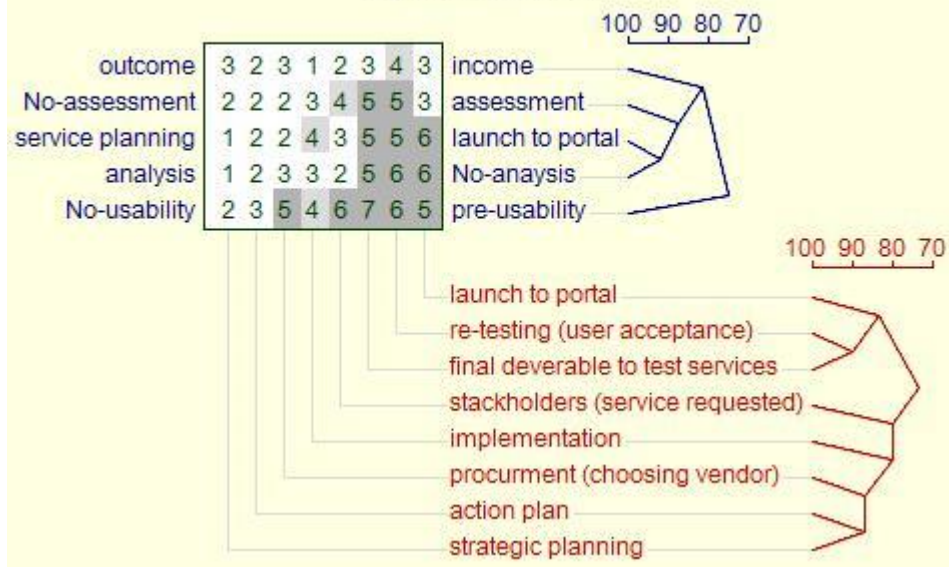 100 90 80 70
outcome 3 2 3 1 2 3 4 3 income
No-assessment 2 2 2 3 4 5 5 3 assessment
service planning 1 2 2 4 3 5 5 6 launch to portal
analysis 1 2 3 3 2 5 6 6 No-anaysis
No-usability 2 3 5 4 6 7 6 5 pre-usability
100 90 80 70
launch to portal
re-testing (user acceptance)
final deverable to test services
stackholders (service requested)
implementation
procurment (choosing vendor)
action plan
strategic planning